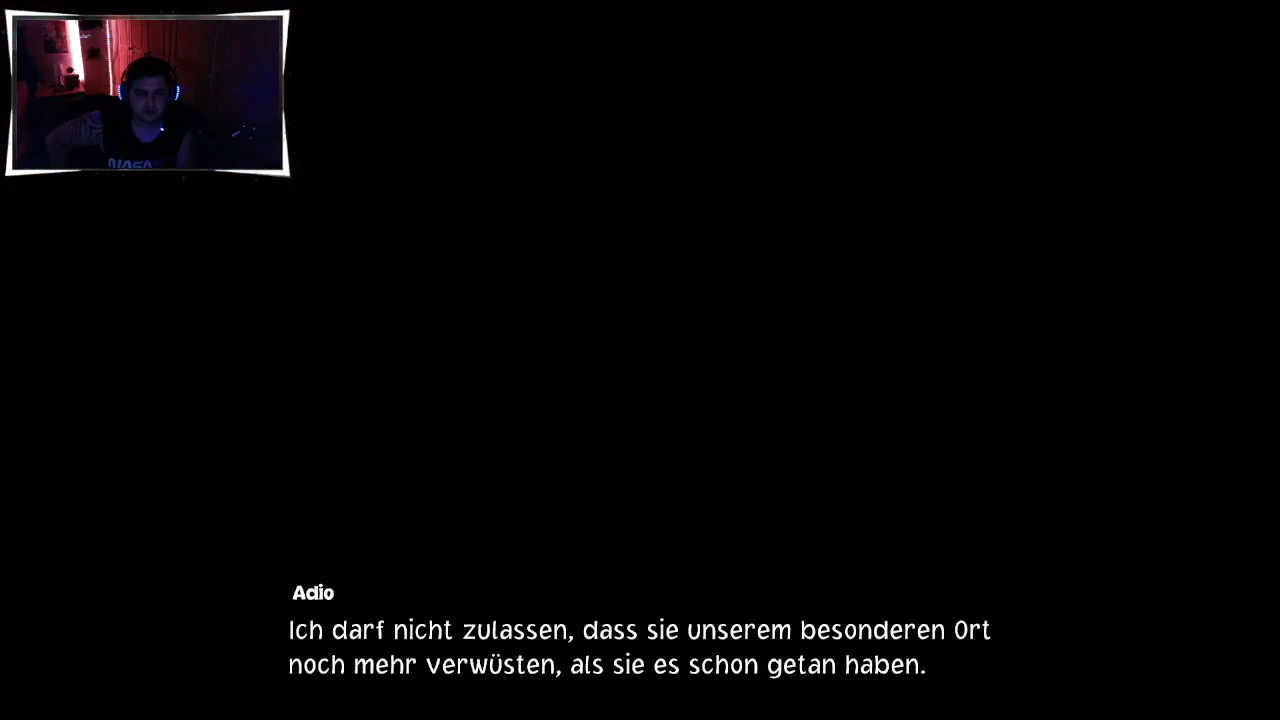 NASA
Adio
Ich darf nicht zulassen, dass sie unserem besonderen Ort
noch mehr verwüsten, als sie es schon getan haben.